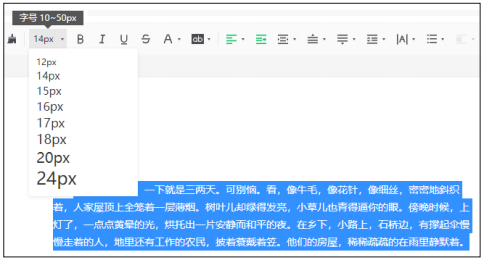 字号 10~50px
14px B I U S A ab |A|
12px
14px
15px
16px
17px
18px
20px
24px
一下就是三两天。可别恼。看，像牛毛，像花针，像细丝，密密地斜织
着，人家屋顶上全笼着一层薄烟。树叶儿却绿得发亮，小草儿也青得逼你的眼。傍晚时候，上
灯了，一点点黄晕的光，烘托出一片安静而和平的夜。在乡下，小路上，石桥边，有撑起伞慢
慢走着的人，地里还有工作的农民，披着蓑戴着笠。他们的房屋，稀稀疏疏的在雨里静默着。